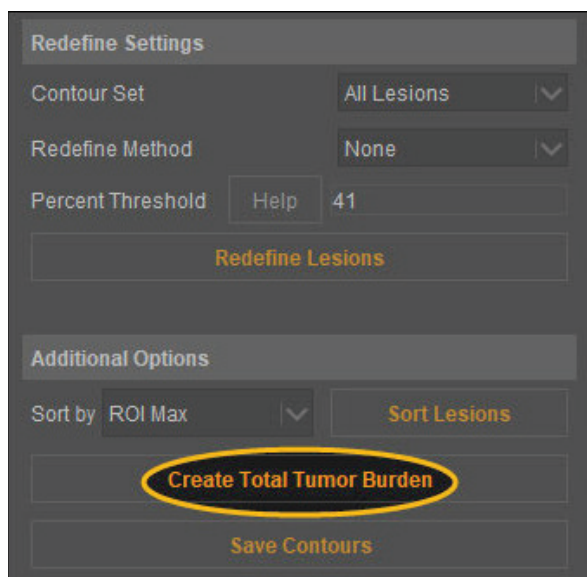 Redefine Settings
Contour Set All Lesions
Redefine Method None
Percent Threshold Help 41
Redefine Lesions
Additional Options
Sort by ROI Max Sort Lesions
Create Total Tumor Burden
Save Contours